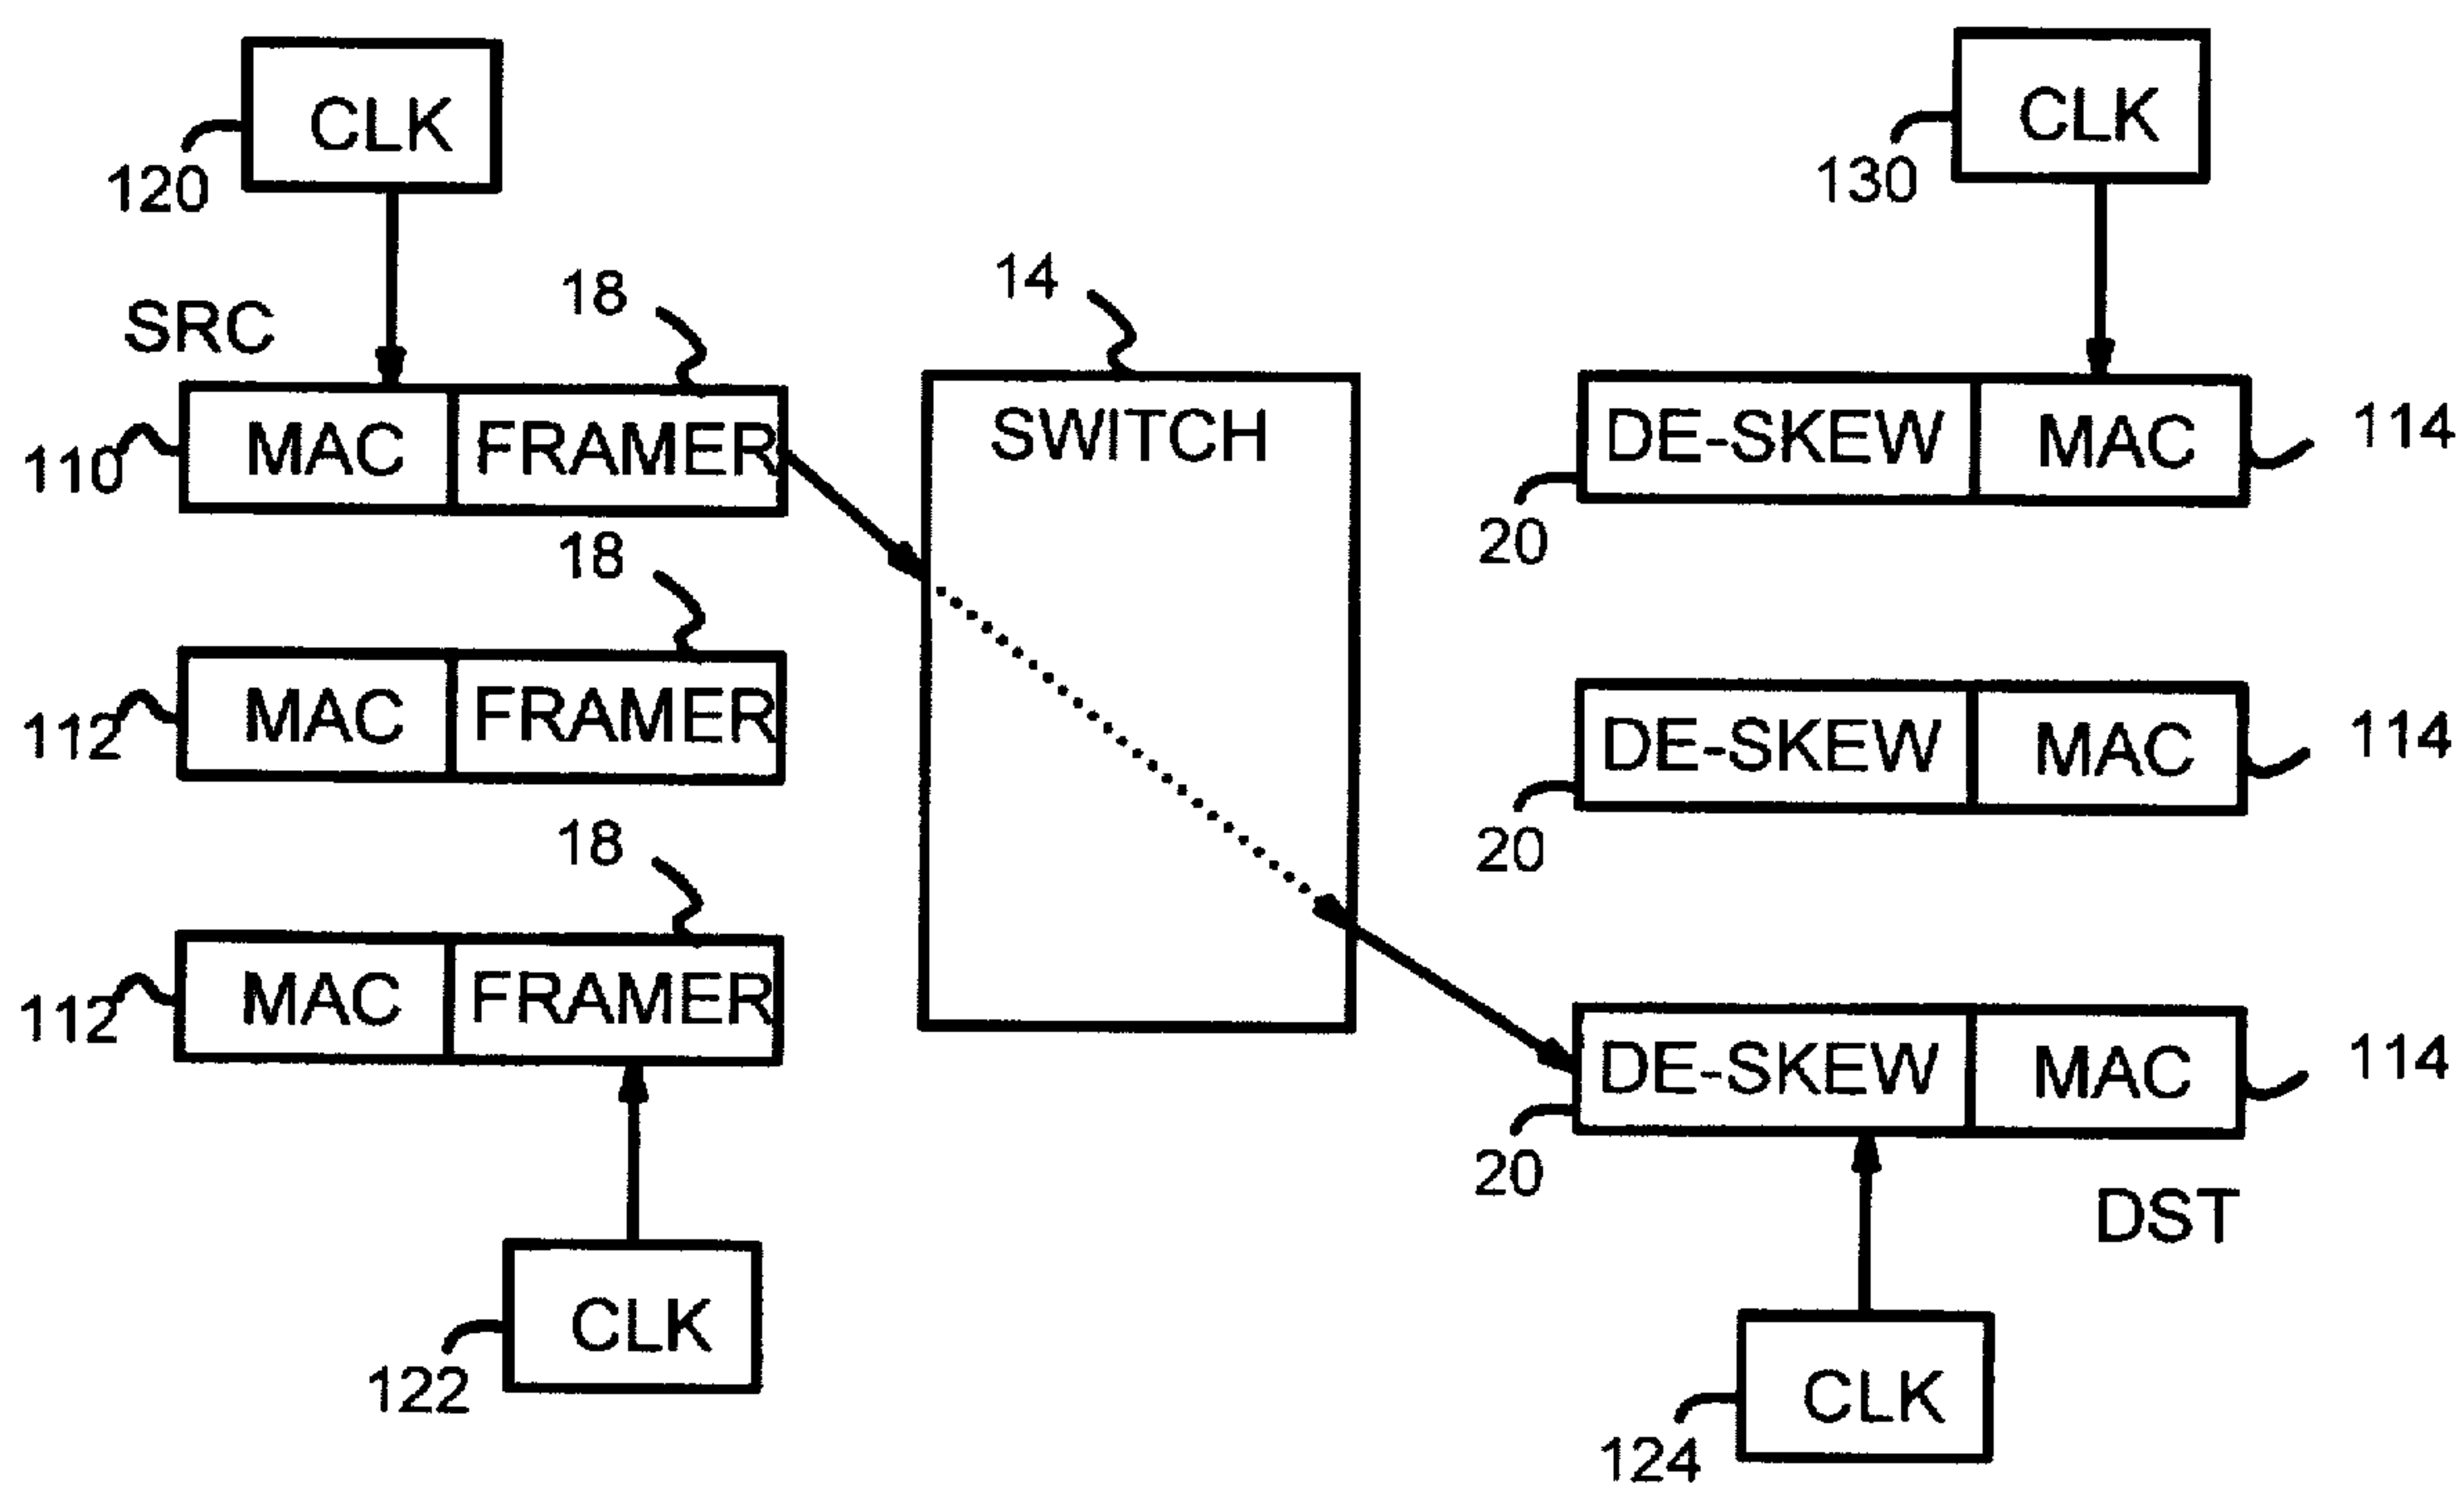 CLK
CLK
120
130
14
18
SRC
SWITCH
110
MAC
FRAMER
DE-SKEW
MAC
114
20
18
112
MAC
FRAMER
DE-SKEW
MAC
114
20
18
112
MAC
FRAMER
DE-SKEW
MAC
114
20
DST
CLK
122
CLK
124